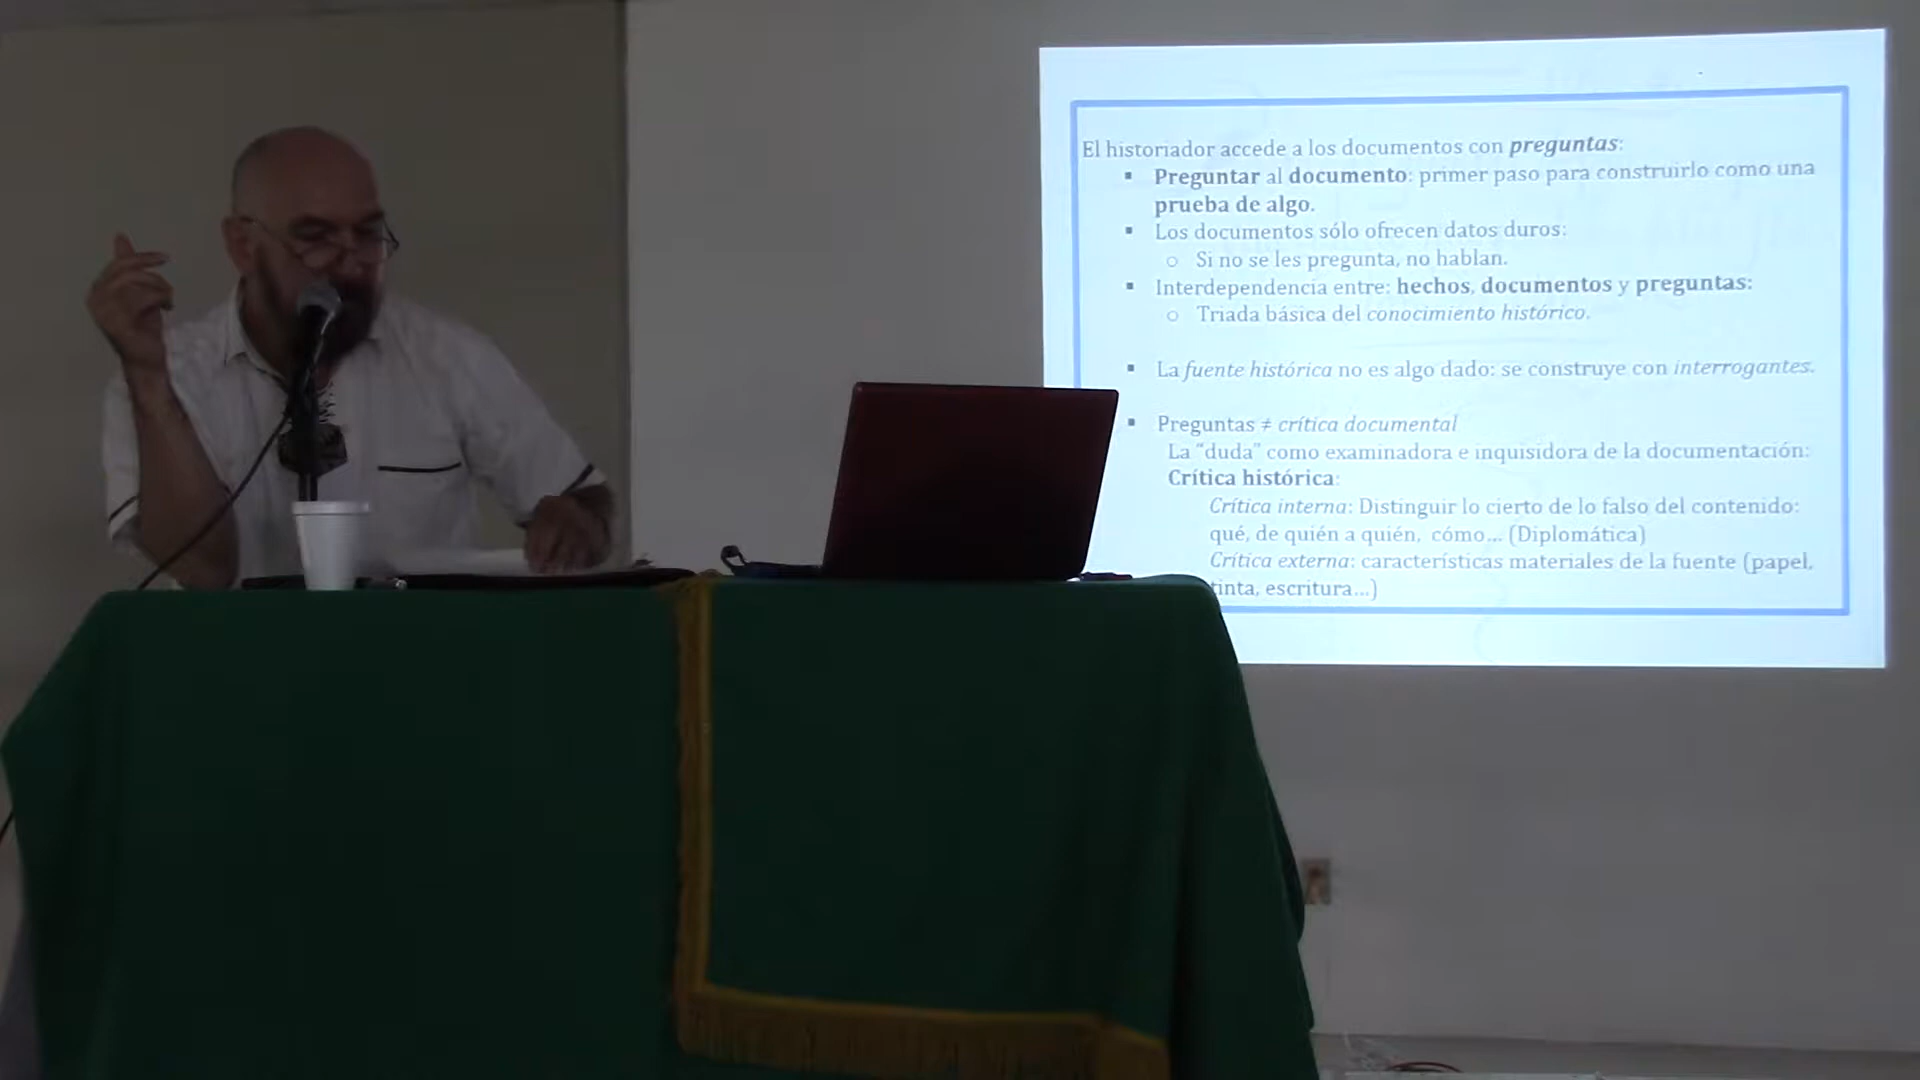 El historiador accede a los documentos con preguntas:
▪ Preguntar al documento: primer paso para construirlo como una
prueba de algo.
▪ Los documentos sólo ofrecen datos duros:
○ Si no se les pregunta, no hablan.
▪ Interdependencia entre: hechos, documentos y preguntas:
○ Triada básica del conocimiento histórico.
▪ La fuente histórica no es algo dado: se construye con interrogantes.
▪ Preguntas ≠ crítica documental
La “duda” como examinadora e inquisidora de la documentación:
Crítica histórica:
Crítica interna: Distinguir lo cierto de lo falso del contenido:
qué, de quién a quién, cómo... (Diplomática)
Crítica externa: características materiales de la fuente (papel,
tinta, escritura...)